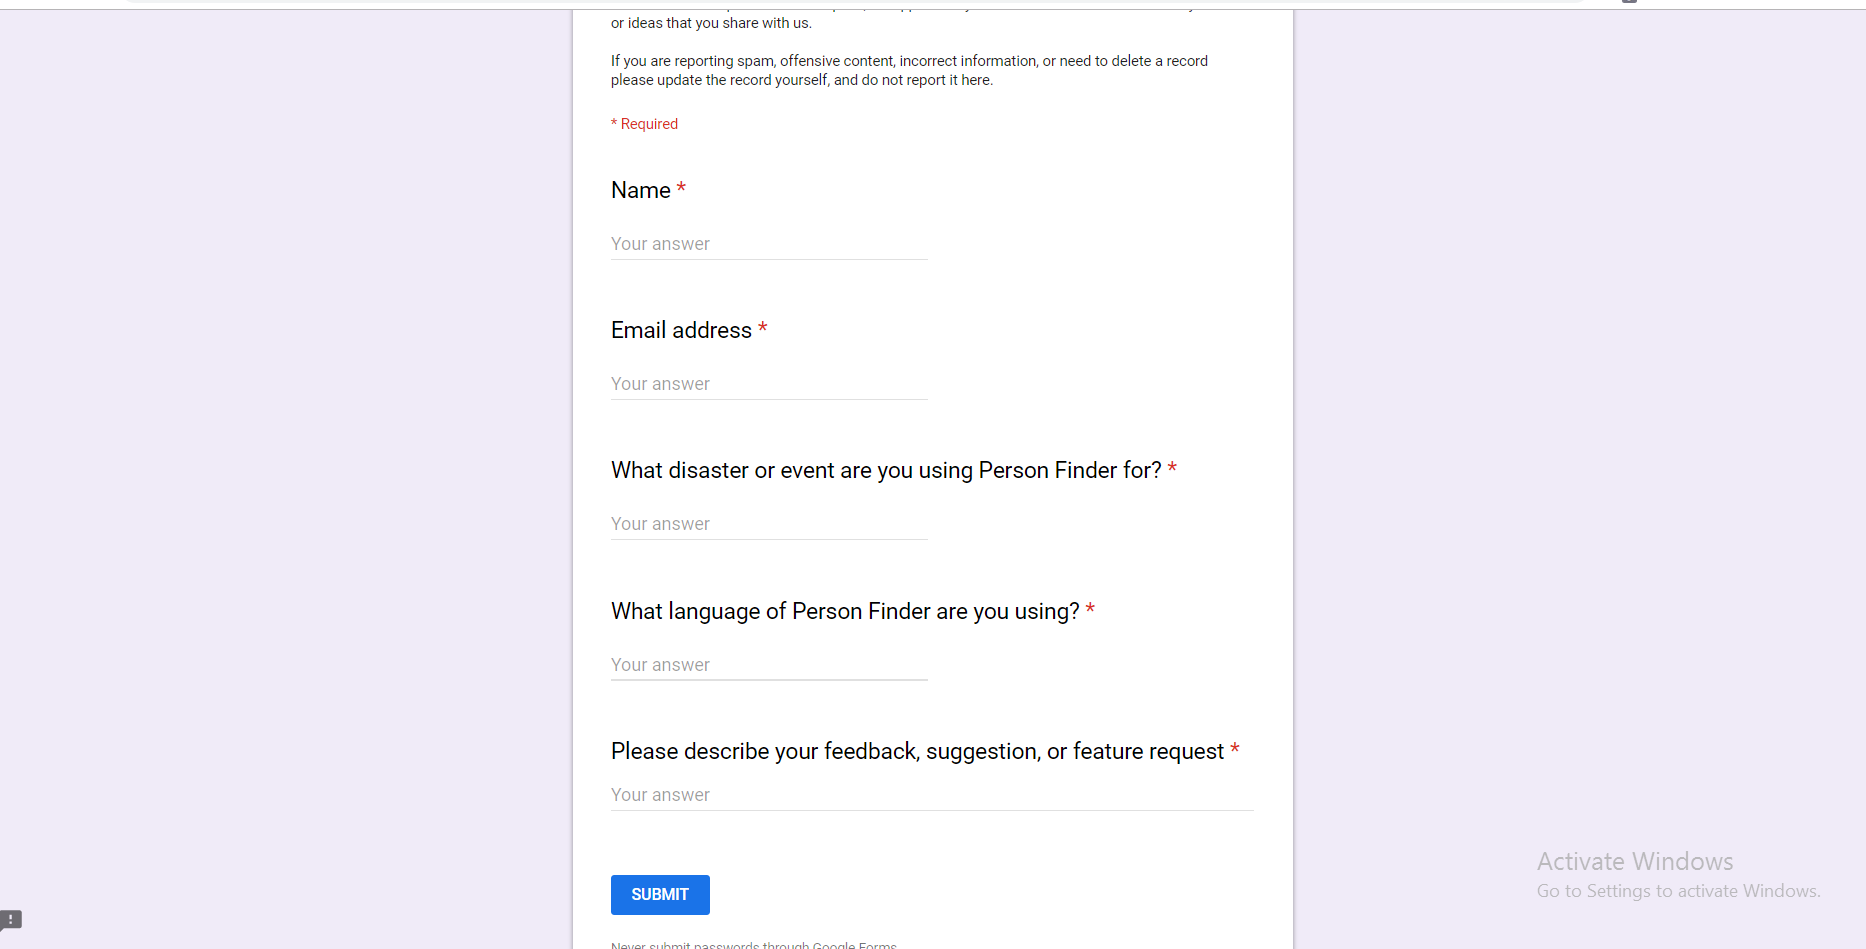 or ideas that you share with us.
If you are reporting spam, offensive content, incorrect information, or need to delete a record
please update the record yourself, and do not report it here.
* Required
Name *
Your answer
Email address *
Your answer
What disaster or event are you using Person Finder for? *
Your answer
What language of Person Finder are you using? *
Your answer
Please describe your feedback, suggestion, or feature request *
Your answer
SUBMIT
Never submit passwords through Google Forms.
Activate Windows
Go to Settings to activate Windows.